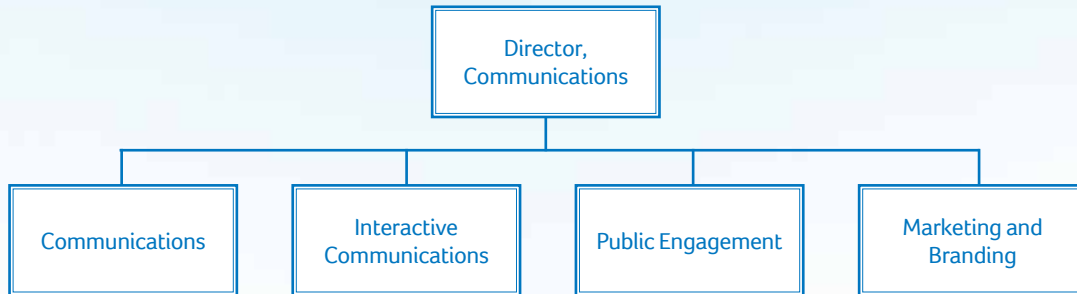 Director,
Communications
Communications
Interactive
Communications
Public Engagement
Marketing and
Branding